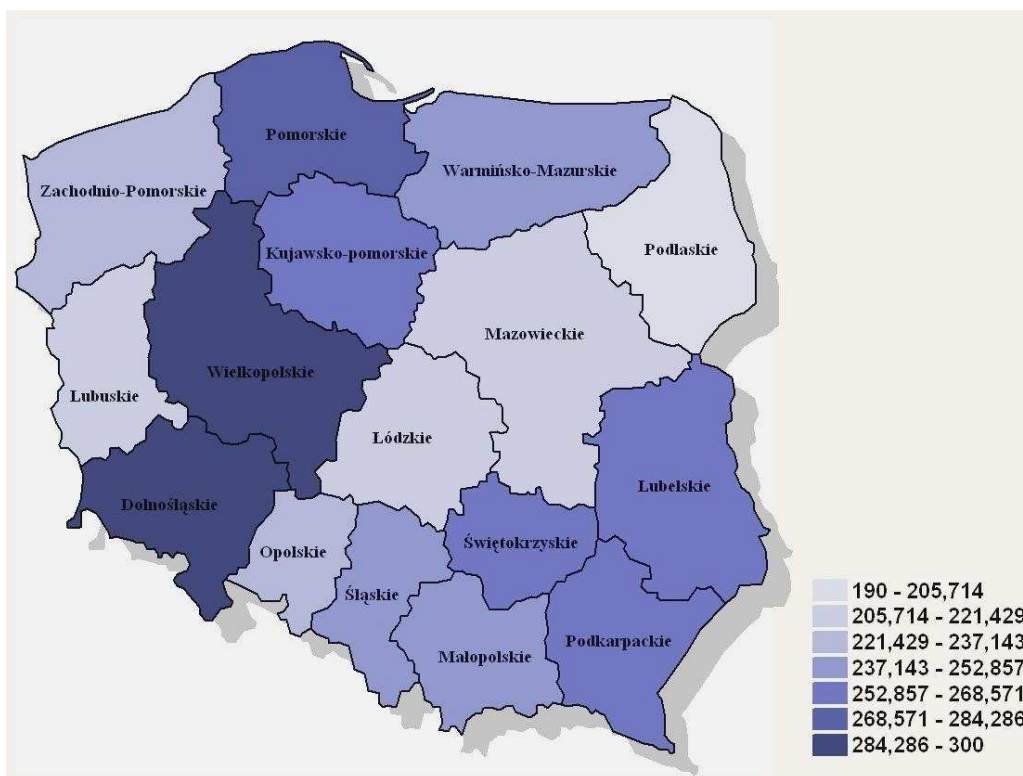 Pomorskie
Warmińsko-Mazurskie
Zachodnio-Pomorskie
Kujawsko-pomorskie
Podlaskie
Mazowieckie
Wielkopolskie
Lubuskie
Łódzkie
Lubelskie
Dolnośląskie
Opolskie
Świętokrzyskie
Śląskie
Podkarpackie
Małopolskie
190 - 205,714
205,714 - 221,429
221,429 - 237,143
237,143 - 252,857
252,857 - 268,571
268,571 - 284,286
284,286 - 300